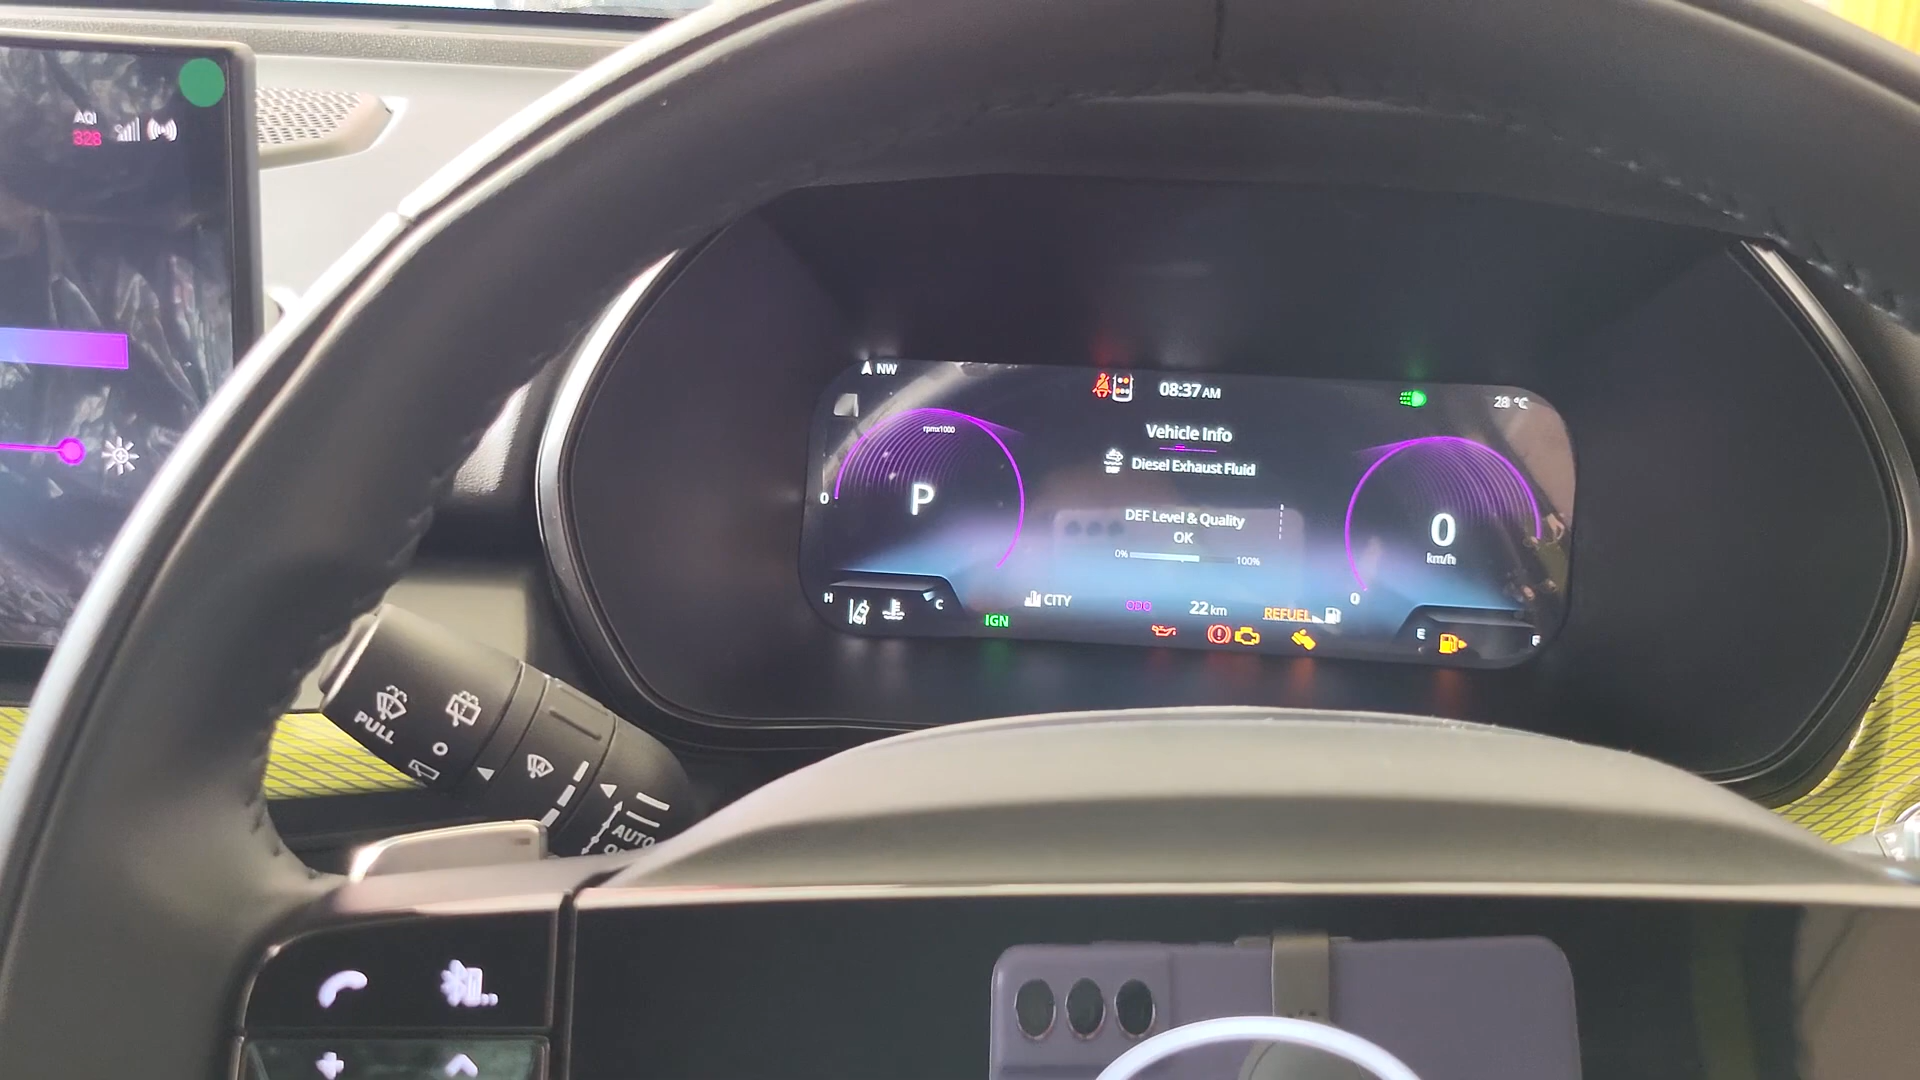 AQI
328
NW
08:37 AM
28 °C
Vehicle Info
rpmx1000
Diesel Exhaust Fluid
DEF
0
P
DEF Level & Quality
OK
0%
100%
0
km/h
0
H
C
CITY
ODO
22 km
REFUEL
IGN
E
F
PULL
AUTO